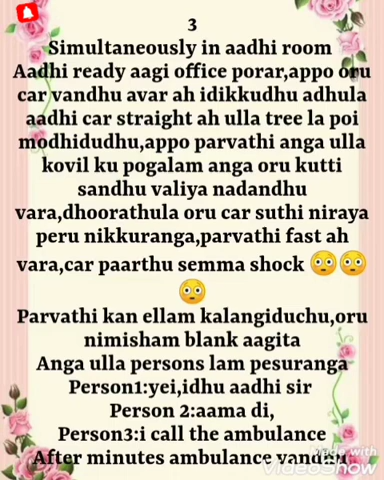 3
Simultaneously in aadhi room
Aadhi ready aagi office porar,appo oru
car vandhu avar ah idikkudhu adhula
aadhi car straight ah ulla tree la poi
modhidudhu,appo parvathi anga ulla
kovil ku pogalam anga oru kutti
sandhu valiya nadandhu
vara,dhoorathula oru car suthi niraya
peru nikkuranga,parvathi fast ah
vara,car paarthu semma shock 😳😳
😳
Parvathi kan ellam kalangiduchu,oru
nimisham blank aagita
Anga ulla persons lam pesuranga
Person1:yei,idhu aadhi sir
Person 2:aama di,
Person3:i call the ambulance
After minutes ambulance vandhu
Made with
VideoShow